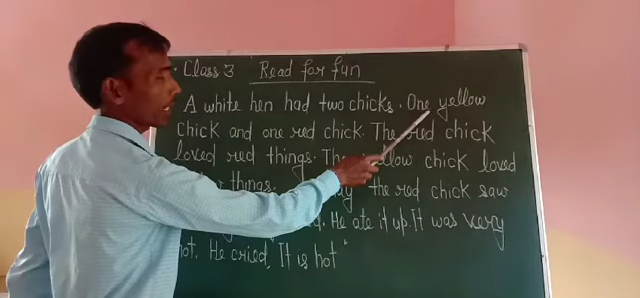 Class 3 Read for fun
A white hen had two chicks. One yellow
chick and one red chick. The red chick
loved red things. The yellow chick loved
things. the red chick saw
He ate it up. It was very
hot. He cried, It is hot"